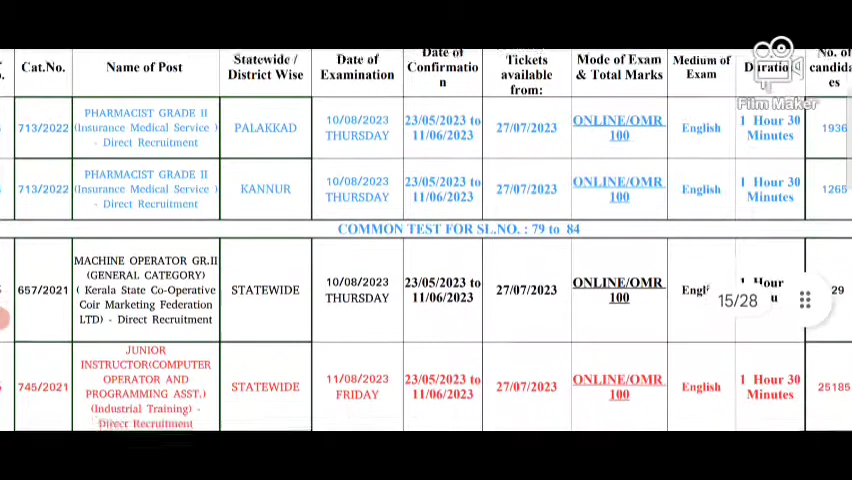 Cat.No. Name of Post Statewide / District Wise Date of Examination Date of Confirmatio n Tickets available from: Mode of Exam & Total Marks Medium of Exam No. of candida es
Film Maker
713/2022 PHARMACIST GRADE II (Insurance Medical Service ) - Direct Recruitment PALAKKAD 10/08/2023 THURSDAY 23/05/2023 to 11/06/2023 27/07/2023 ONLINE/OMR 100 English 1 Hour 30 Minutes 1936
713/2022 PHARMACIST GRADE II (Insurance Medical Service ) - Direct Recruitment KANNUR 10/08/2023 THURSDAY 23/05/2023 to 11/06/2023 27/07/2023 ONLINE/OMR 100 English 1 Hour 30 Minutes 1265
COMMON TEST FOR SL.NO. : 79 to 84
657/2021 MACHINE OPERATOR GR.II (GENERAL CATEGORY) ( Kerala State Co-Operative Coir Marketing Federation LTD) - Direct Recruitment STATEWIDE 10/08/2023 THURSDAY 23/05/2023 to 11/06/2023 27/07/2023 ONLINE/OMR 100 1 Hour 29
15/28
745/2021 JUNIOR INSTRUCTOR(COMPUTER OPERATOR AND PROGRAMMING ASST.) (Industrial Training) - Direct Recruitment STATEWIDE 11/08/2023 FRIDAY 23/05/2023 to 11/06/2023 27/07/2023 ONLINE/OMR 100 English 1 Hour 30 Minutes 25185